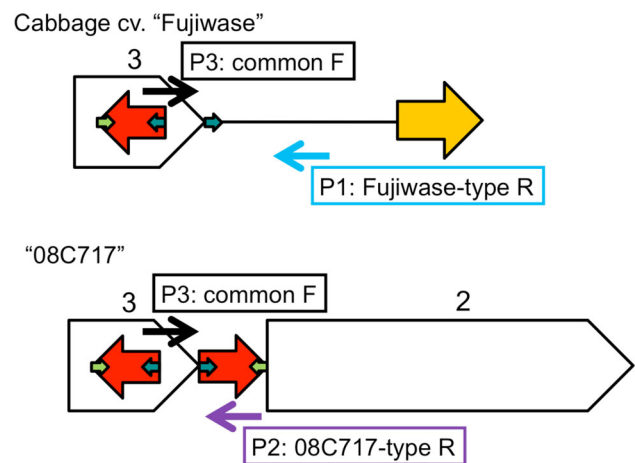 Cabbage cv. “Fujiwase”
3
P3: common F
P1: Fujiwase-type R
“08C717”
3
P3: common F
2
P2: 08C717-type R